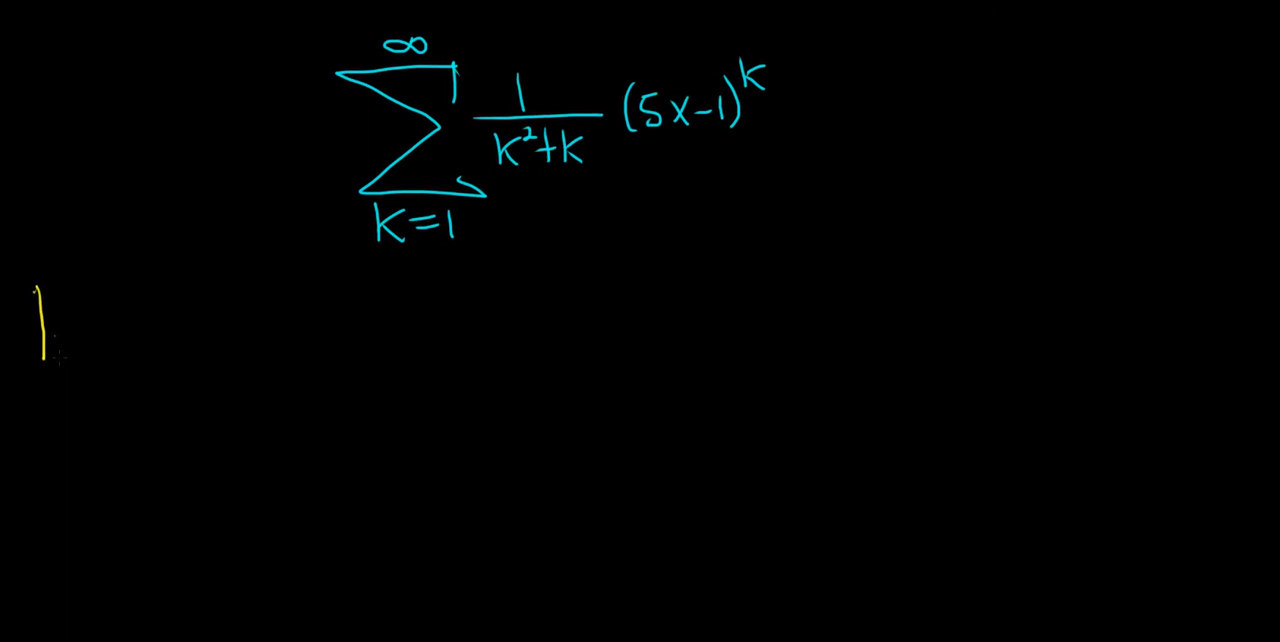 ∞
∑ 1/(k²+k) (5x-1)^k
k=1